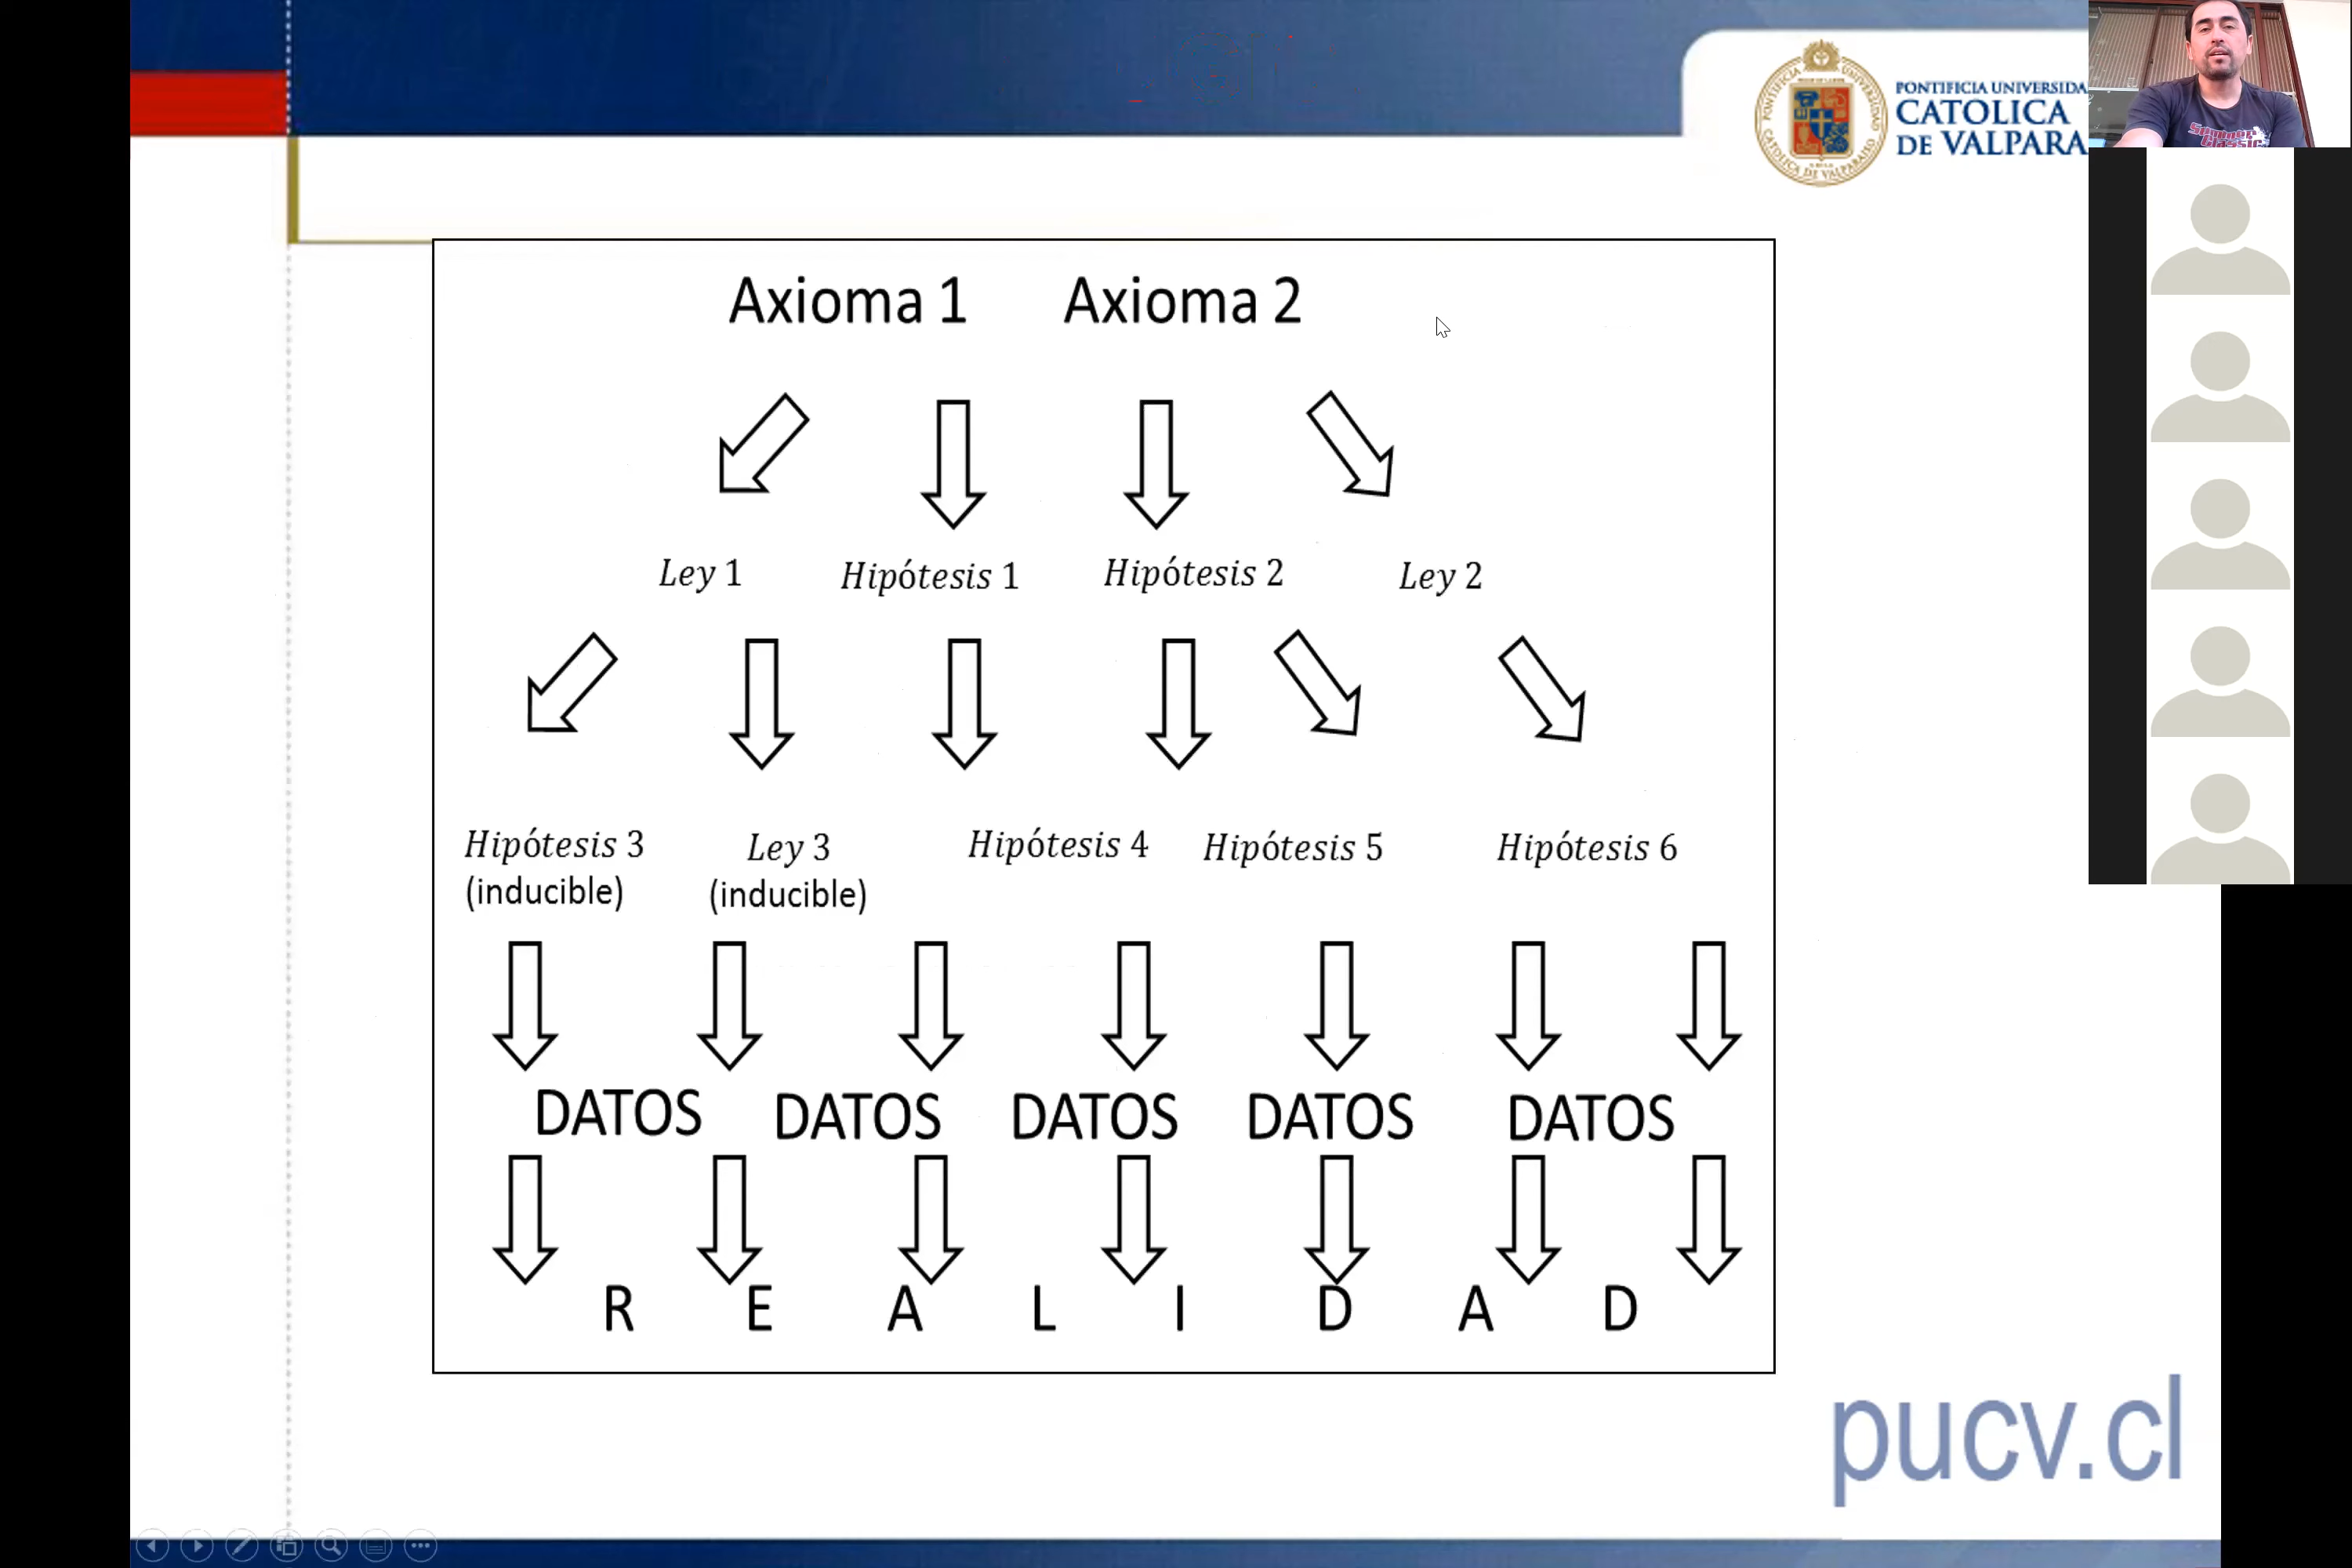 PONTIFICIA UNIVERSIDA
CATOLICA
DE VALPARA
Axioma 1 Axioma 2
Ley 1 Hipótesis 1 Hipótesis 2 Ley 2
Hipótesis 3 Ley 3 Hipótesis 4 Hipótesis 5 Hipótesis 6
(inducible) (inducible)
DATOS DATOS DATOS DATOS DATOS
R E A L I D A D
pucv.cl